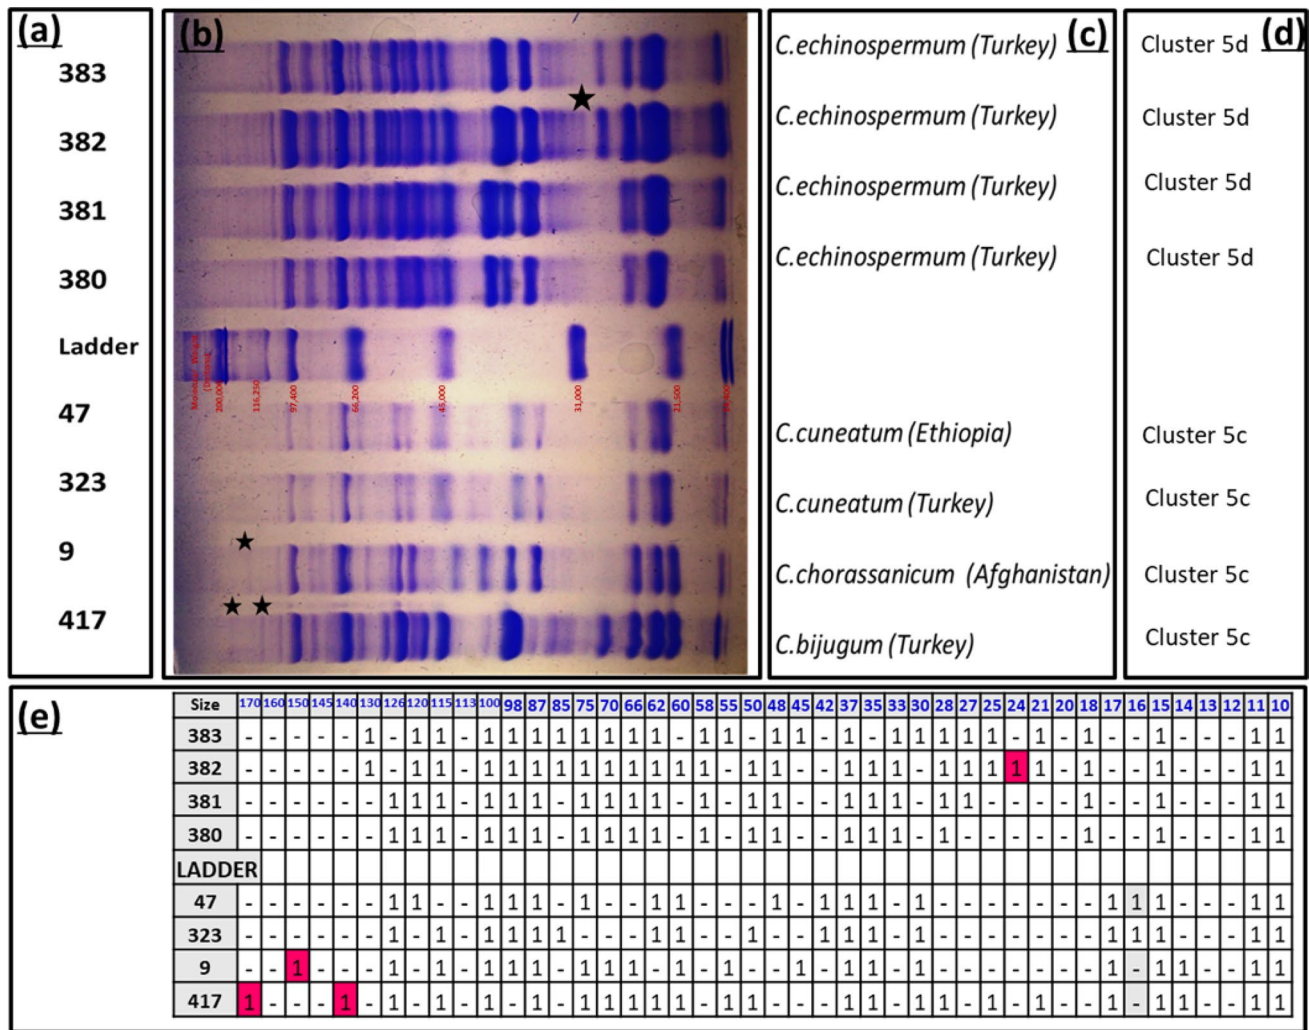 (a)
383
382
381
380
Ladder
47
323
9
417
(b)
200,000
116,250
97,400
66,200
45,000
31,000
21,500
(c)
C.echinospermum (Turkey)
C.echinospermum (Turkey)
C.echinospermum (Turkey)
C.echinospermum (Turkey)
C.cuneatum (Ethiopia)
C.cuneatum (Turkey)
C.chorassanicum (Afghanistan)
C.bijugum (Turkey)
(d)
Cluster 5d
Cluster 5d
Cluster 5d
Cluster 5d
Cluster 5c
Cluster 5c
Cluster 5c
Cluster 5c
(e)
Size 170 160 150 145 140 130 126 120 115 113 100 98 87 85 75 70 66 62 60 58 55 50 48 45 42 37 35 33 30 28 27 25 24 21 20 18 17 16 15 14 13 12 11 10
383 - - - - - 1 - 1 1 - 1 1 1 1 1 1 1 1 - 1 1 - 1 1 - 1 - 1 1 1 1 1 - 1 - 1 - - 1 - - - 1 1
382 - - - - - 1 - 1 1 - 1 1 1 1 1 1 1 1 1 1 - 1 1 - - 1 1 1 - 1 1 1 1 1 - 1 - - 1 - - - 1 1
381 - - - - - - 1 1 1 - 1 1 1 - 1 1 1 1 - 1 - 1 1 - - 1 1 1 - 1 1 - - - - 1 - - 1 - - - 1 1
380 - - - - - - 1 1 1 - 1 1 1 - 1 1 1 1 - 1 - 1 1 - - 1 1 1 - 1 - - - - - 1 - - 1 - - - 1 1
LADDER
47 - - - - - - 1 1 - - 1 1 1 - 1 - - 1 1 - - - 1 - 1 1 1 - 1 - - - - - - - 1 1 1 - - - 1 1
323 - - - - - - 1 - 1 - 1 1 1 1 - - - 1 1 - - 1 - - 1 1 1 - 1 - - - - - - - 1 1 1 - - - 1 1
9 - - 1 - - - 1 - 1 - 1 1 1 - 1 1 1 - 1 - 1 - - 1 - 1 1 - 1 - - - - - - - 1 - 1 1 - - 1 1
417 1 - - - 1 - 1 - 1 - 1 1 1 - 1 1 1 1 1 - - 1 - - - 1 1 - 1 1 - 1 - 1 - - 1 - 1 1 - - 1 1